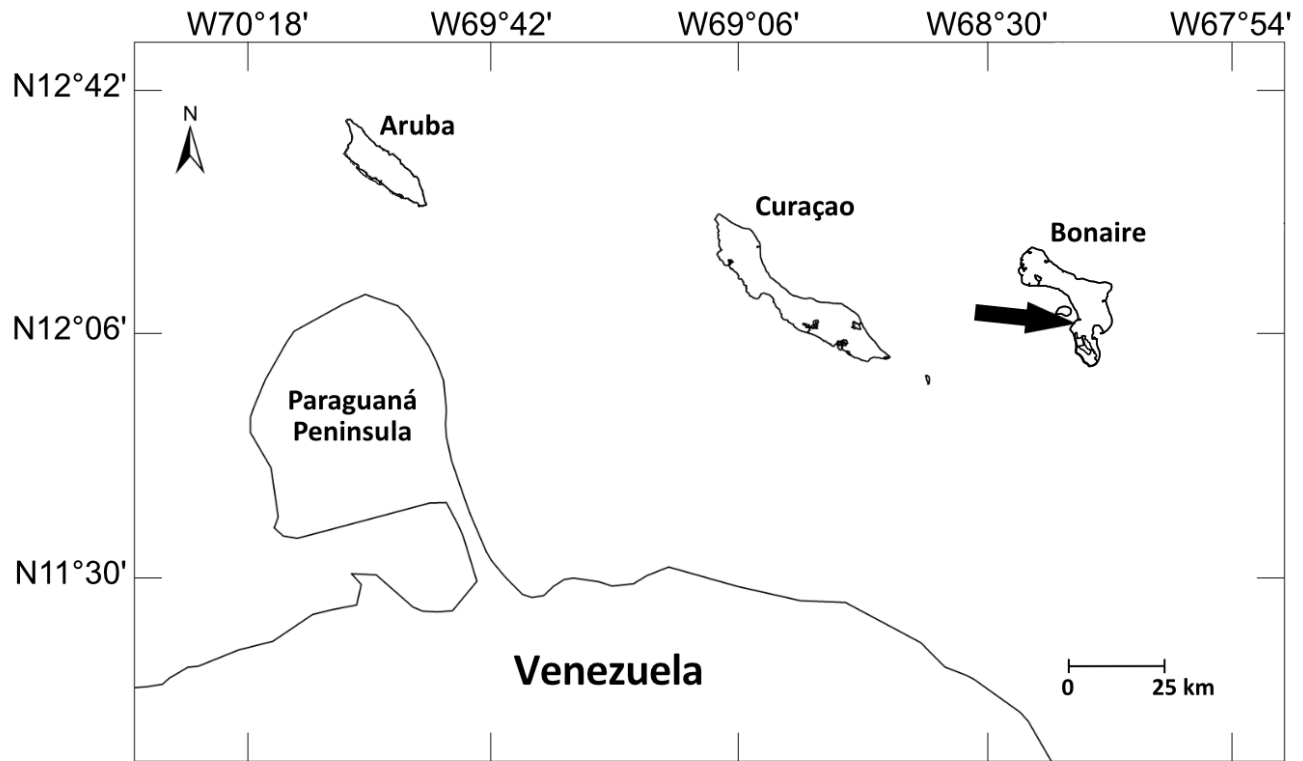 W70°18' W69°42' W69°06' W68°30' W67°54'
N12°42'
N
Aruba
Curaçao
Bonaire
N12°06'
Paraguaná
Peninsula
N11°30'
Venezuela
0 25 km